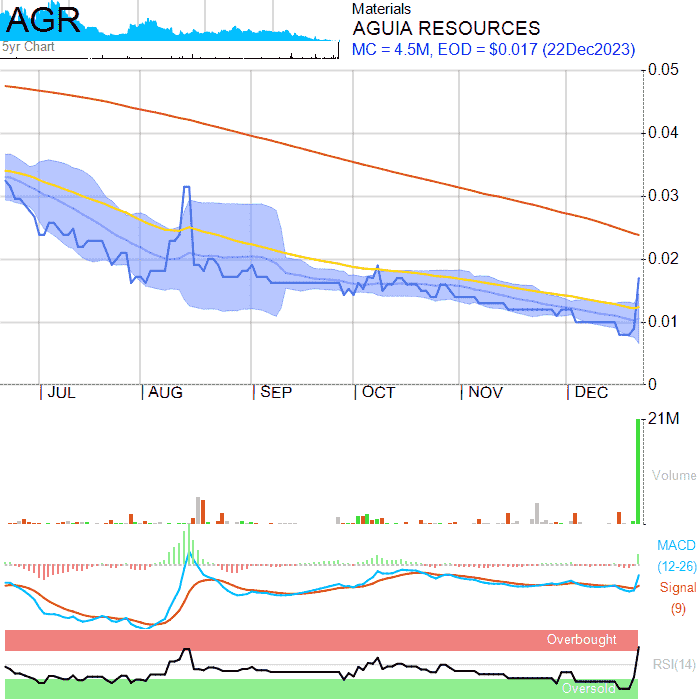 AGR
Materials
AGUIA RESOURCES
5yr Chart
MC = 4.5M, EOD = $0.017 (22Dec2023)
0.05
0.04
0.03
0.02
0.01
0
JUL AUG SEP OCT NOV DEC
21M
Volume
MACD
(12-26)
Signal
(9)
Overbought
RSI(14)
Oversold